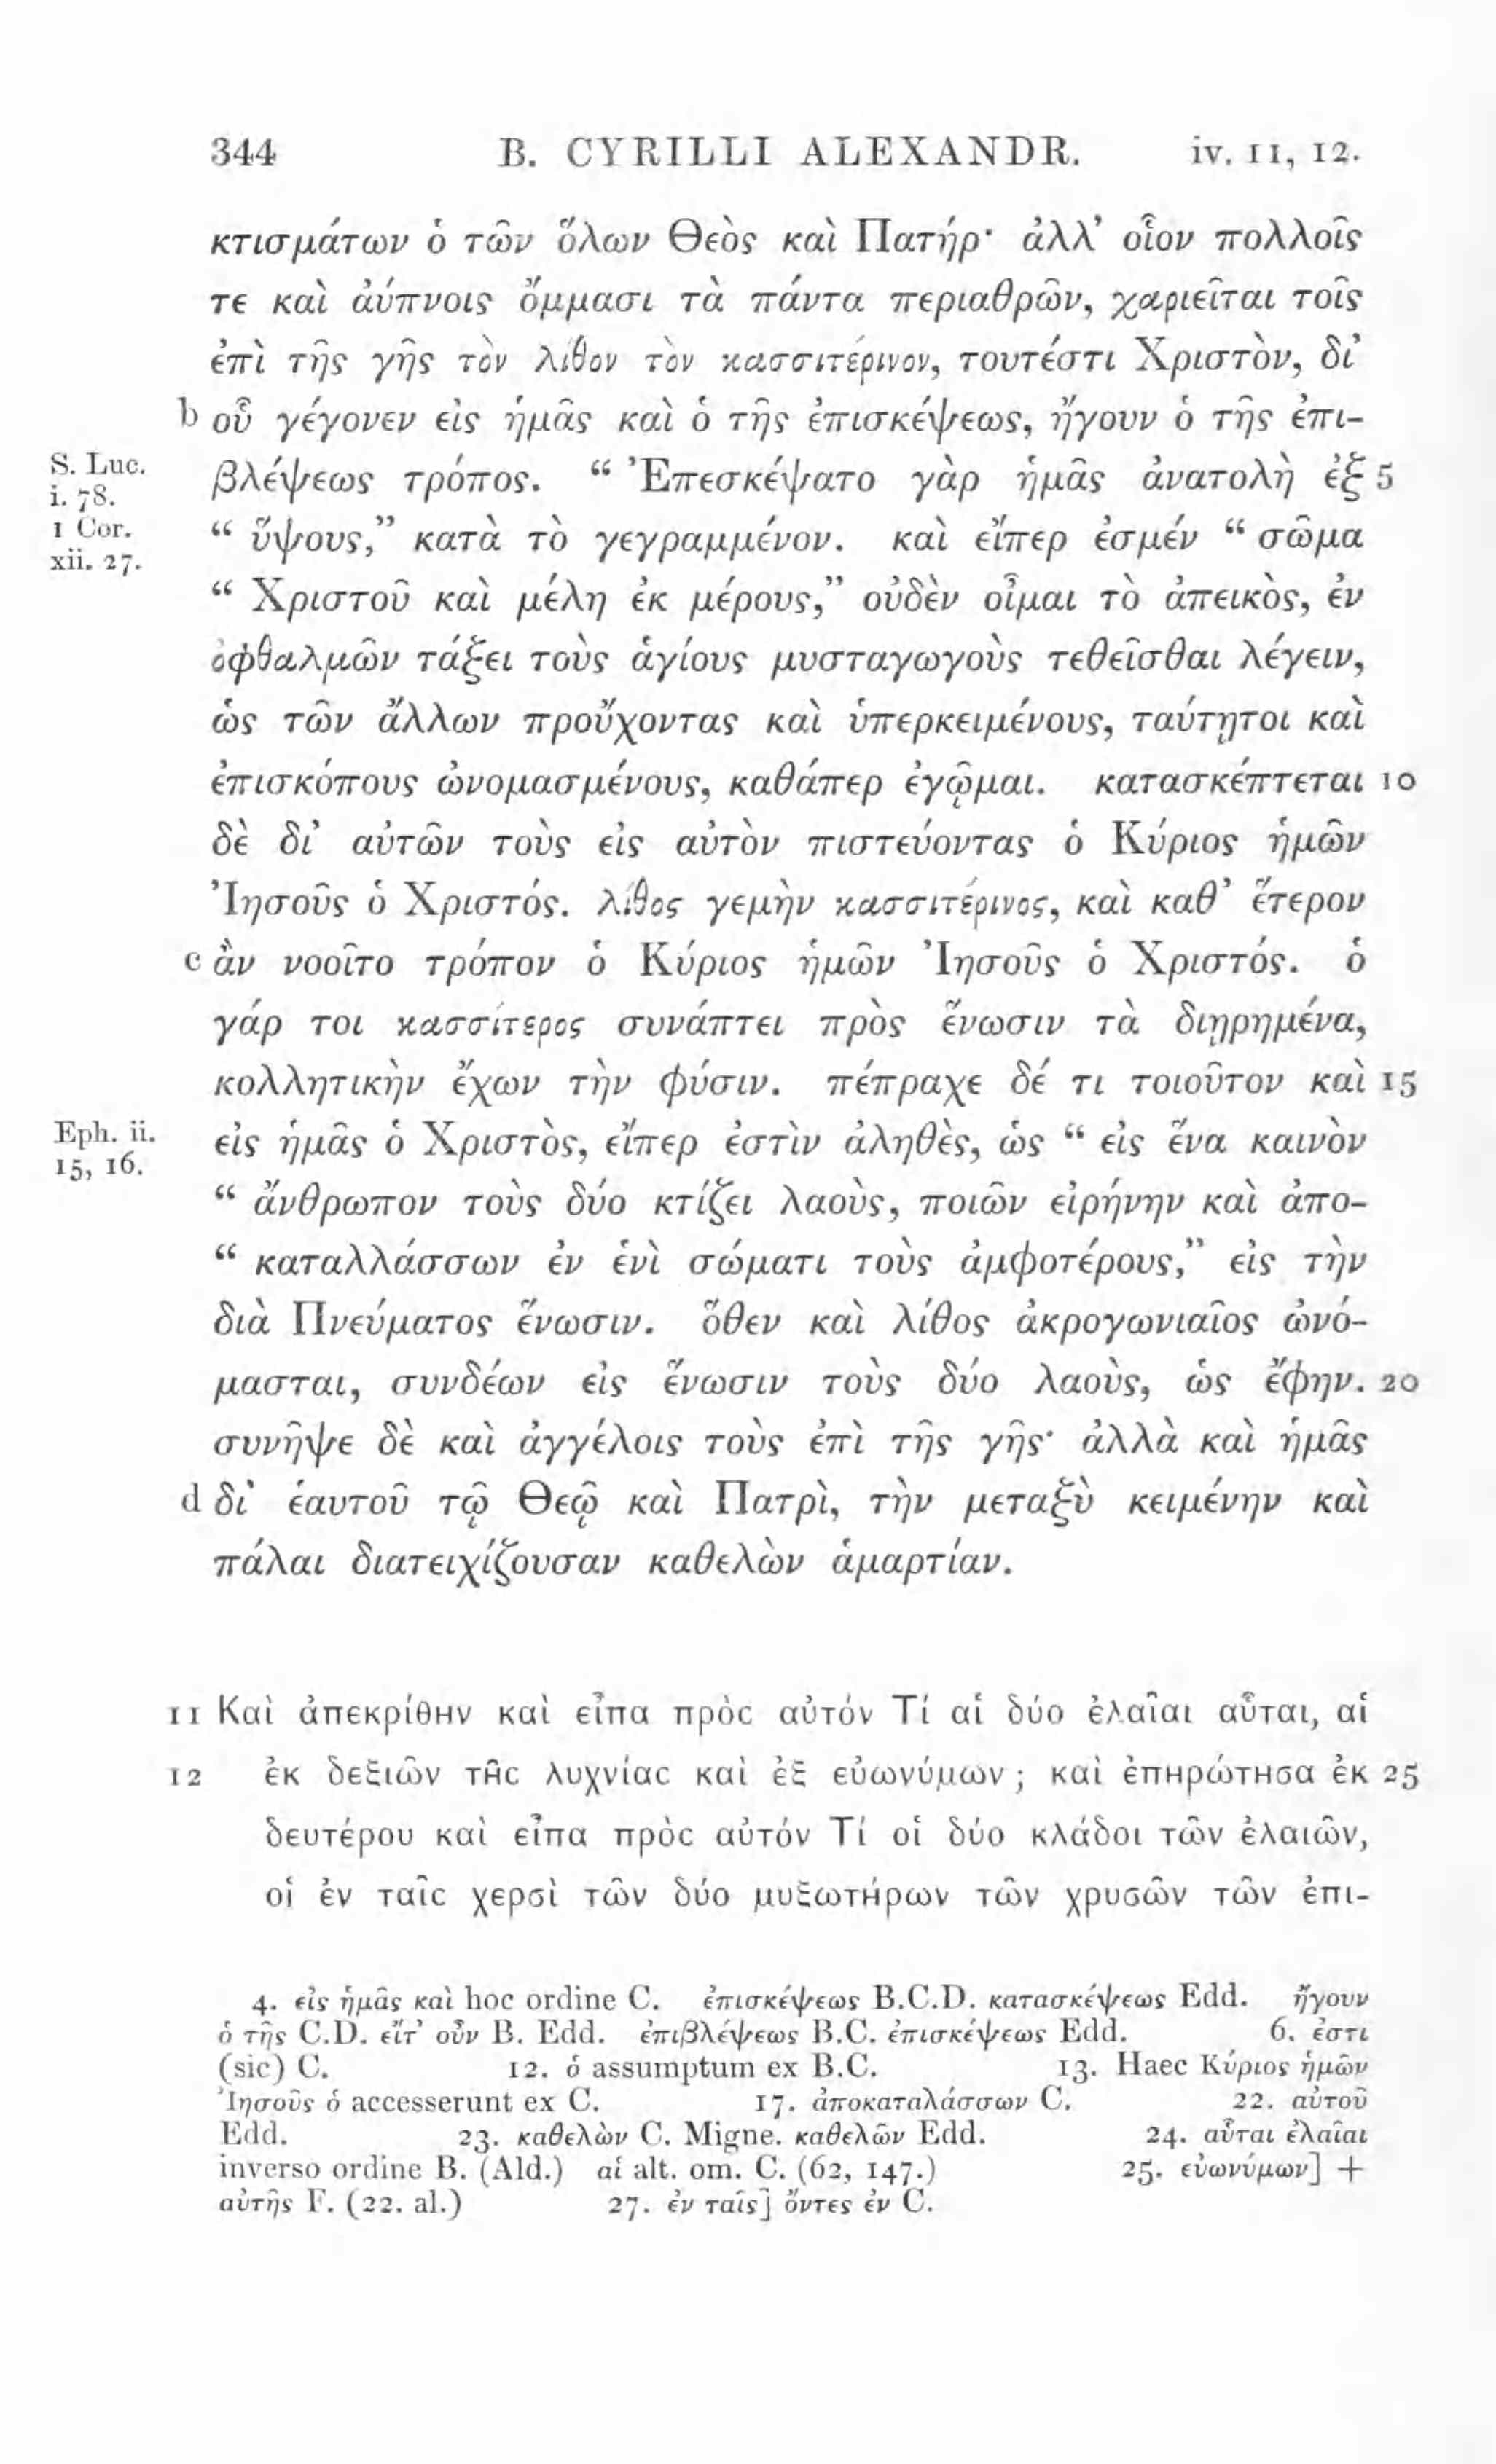 344 B. CYRILLI ALEXANDR. iv. 11, 12.
κτισμάτων ὁ τῶν ὅλων Θεὸς καὶ Πατήρ· ἀλλ’ οἷον πολλοῖς
τε καὶ ἀύπνοις ὄμμασι τὰ πάντα περιαθρῶν, χαριεῖται τοῖς
ἐπὶ τῆς γῆς τὸν λίθον τὸν κασσιτέρινον, τουτέστι Χριστὸν, δι’
b οὗ γέγονεν εἰς ἡμᾶς καὶ ὁ τῆς ἐπισκέψεως, ἤγουν ὁ τῆς ἐπι-
S. Luc. i. 78. βλέψεως τρόπος. “ Ἐπεσκέψατο γὰρ ἡμᾶς ἀνατολὴ ἐξ 5
1 Cor. xii. 27. “ ὕψους,” κατὰ τὸ γεγραμμένον. καὶ εἴπερ ἐσμέν “ σῶμα
“ Χριστοῦ καὶ μέλη ἐκ μέρους,” οὐδὲν οἶμαι τὸ ἀπεικὸς, ἐν
ὀφθαλμῶν τάξει τοὺς ἁγίους μυσταγωγοὺς τεθεῖσθαι λέγειν,
ὡς τῶν ἄλλων προὔχοντας καὶ ὑπερκειμένους, ταύτῃτοι καὶ
ἐπισκόπους ὠνομασμένους, καθάπερ ἐγᾦμαι. κατασκέπτεται 10
δὲ δι’ αὐτῶν τοὺς εἰς αὐτὸν πιστεύοντας ὁ Κύριος ἡμῶν
Ἰησοῦς ὁ Χριστός. λίθος γεμὴν κασσιτέρινος, καὶ καθ’ ἕτερον
c ἂν νοοῖτο τρόπον ὁ Κύριος ἡμῶν Ἰησοῦς ὁ Χριστός. ὁ
γάρ τοι κασσίτερος συνάπτει πρὸς ἕνωσιν τὰ διῃρημένα,
κολλητικὴν ἔχων τὴν φύσιν. πέπραχε δέ τι τοιοῦτον καὶ 15
Eph. ii. 15, 16. εἰς ἡμᾶς ὁ Χριστὸς, εἴπερ ἐστὶν ἀληθὲς, ὡς “ εἰς ἕνα καινὸν
“ ἄνθρωπον τοὺς δύο κτίζει λαοὺς, ποιῶν εἰρήνην καὶ ἀπο-
“ καταλλάσσων ἐν ἑνὶ σώματι τοὺς ἀμφοτέρους,” εἰς τὴν
διὰ Πνεύματος ἕνωσιν. ὅθεν καὶ λίθος ἀκρογωνιαῖος ὠνό-
μασται, συνδέων εἰς ἕνωσιν τοὺς δύο λαοὺς, ὡς ἔφην. 20
συνῆψε δὲ καὶ ἀγγέλοις τοὺς ἐπὶ τῆς γῆς· ἀλλὰ καὶ ἡμᾶς
d δι’ ἑαυτοῦ τῷ Θεῷ καὶ Πατρὶ, τὴν μεταξὺ κειμένην καὶ
πάλαι διατειχίζουσαν καθελὼν ἁμαρτίαν.
11 Καὶ ἀπεκρίθην καὶ εἶπα πρὸς αὐτόν Τί αἱ δύο ἐλαῖαι αὗται, αἱ
12 ἐκ δεξιῶν τῆς λυχνίας καὶ ἐξ εὐωνύμων ; καὶ ἐπηρώτησα ἐκ 25
δευτέρου καὶ εἶπα πρὸς αὐτόν Τί οἱ δύο κλάδοι τῶν ἐλαιῶν,
οἱ ἐν ταῖς χερσὶ τῶν δύο μυξωτήρων τῶν χρυσῶν τῶν ἐπι-
4. εἰς ἡμᾶς καὶ hoc ordine C. ἐπισκέψεως B.C.D. κατασκέψεως Edd. ἤγουν
ὁ τῆς C.D. εἴτ’ οὖν B. Edd. ἐπιβλέψεως B.C. ἐπισκέψεως Edd. 6. ἐστι
(sic) C. 12. ὁ assumptum ex B.C. 13. Haec Κύριος ἡμῶν
Ἰησοῦς ὁ accesserunt ex C. 17. ἀποκαταλάσσων C. 22. αὐτοῦ
Edd. 23. καθελὼν C. Migne. καθελῶν Edd. 24. αὗται ἐλαῖαι
inverso ordine B. (Ald.) αἱ alt. om. C. (62, 147.) 25. εὐωνύμων] +
αὐτῆς F. (22. al.) 27. ἐν ταῖς] ὄντες ἐν C.